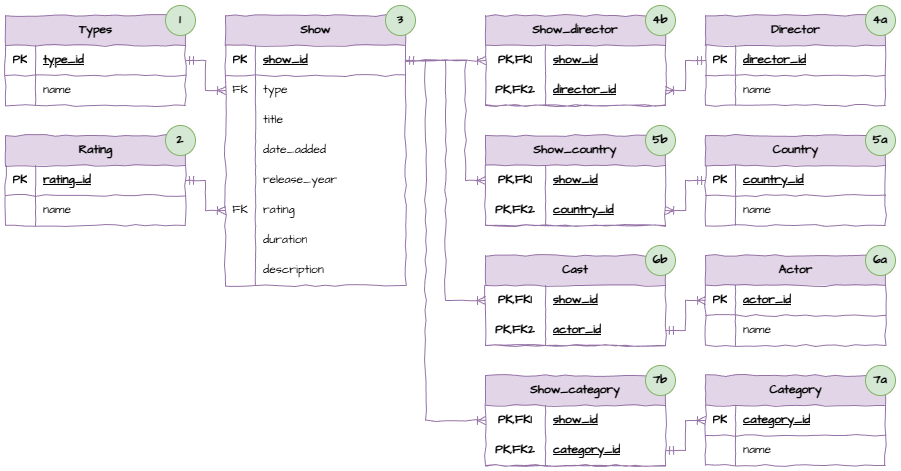 Types
1
PK type_id
name
Rating
2
PK rating_id
name
Show
3
PK show_id
FK type
title
date_added
release_year
FK rating
duration
description
Show_director
4b
PK,FK1 show_id
PK,FK2 director_id
Director
4a
PK director_id
name
Show_country
5b
PK,FK1 show_id
PK,FK2 country_id
Country
5a
PK country_id
name
Cast
6b
PK,FK1 show_id
PK,FK2 actor_id
Actor
6a
PK actor_id
name
Show_category
7b
PK,FK1 show_id
PK,FK2 category_id
Category
7a
PK category_id
name